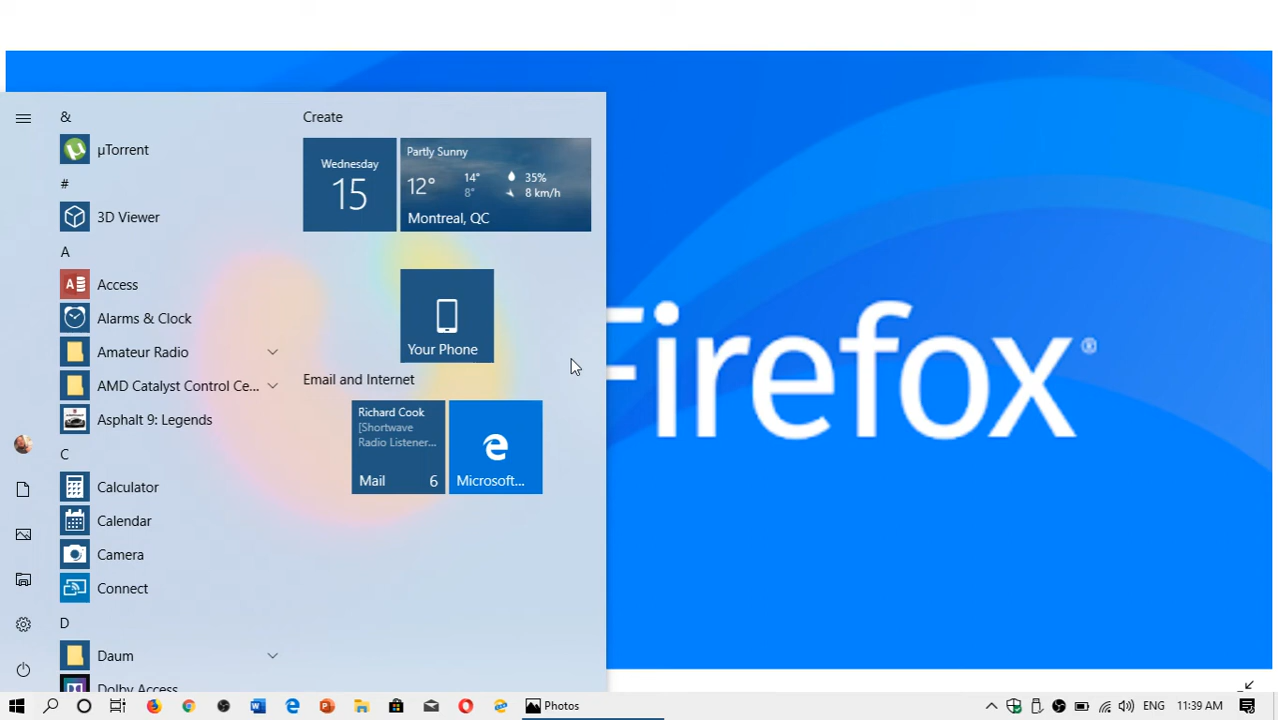 &
µTorrent
#
3D Viewer
A
Access
Alarms & Clock
Amateur Radio
AMD Catalyst Control Ce...
Asphalt 9: Legends
C
Calculator
Calendar
Camera
Connect
D
Daum
Dolby Access
Create
Wednesday
15
Partly Sunny
12°
14°
8°
35%
8 km/h
Montreal, QC
Your Phone
Email and Internet
Richard Cook
[Shortwave
Radio Listener...
Mail 6
Microsoft...
Firefox®
Photos
ENG 11:39 AM